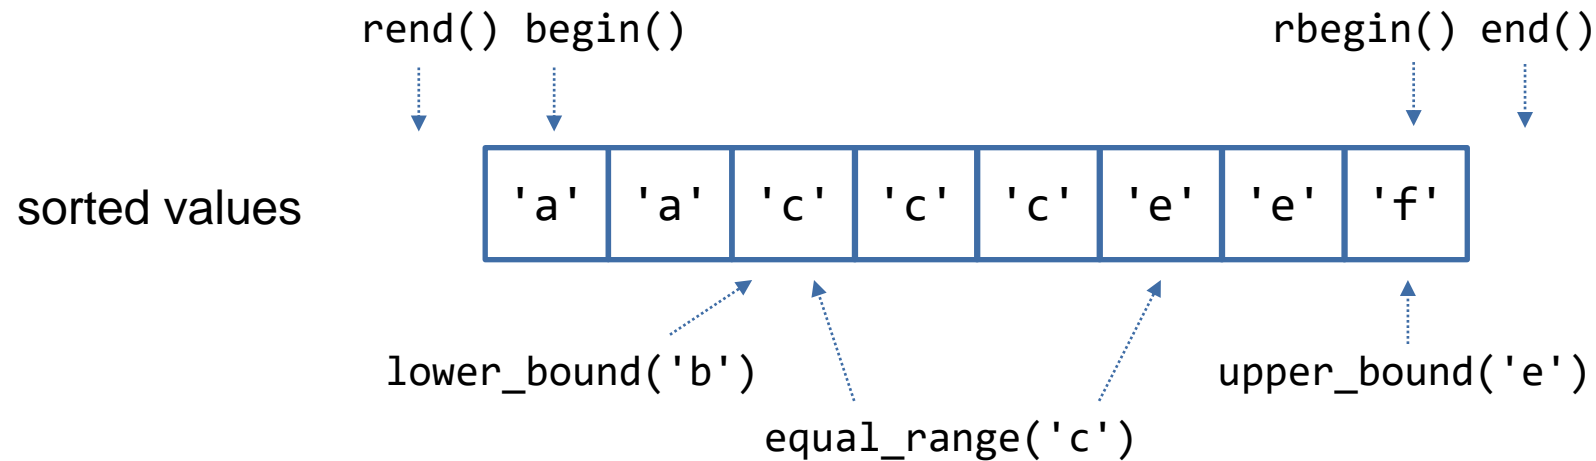 rend() begin() rbegin() end()
sorted values 'a' 'a' 'c' 'c' 'c' 'e' 'e' 'f'
lower_bound('b') upper_bound('e')
equal_range('c')